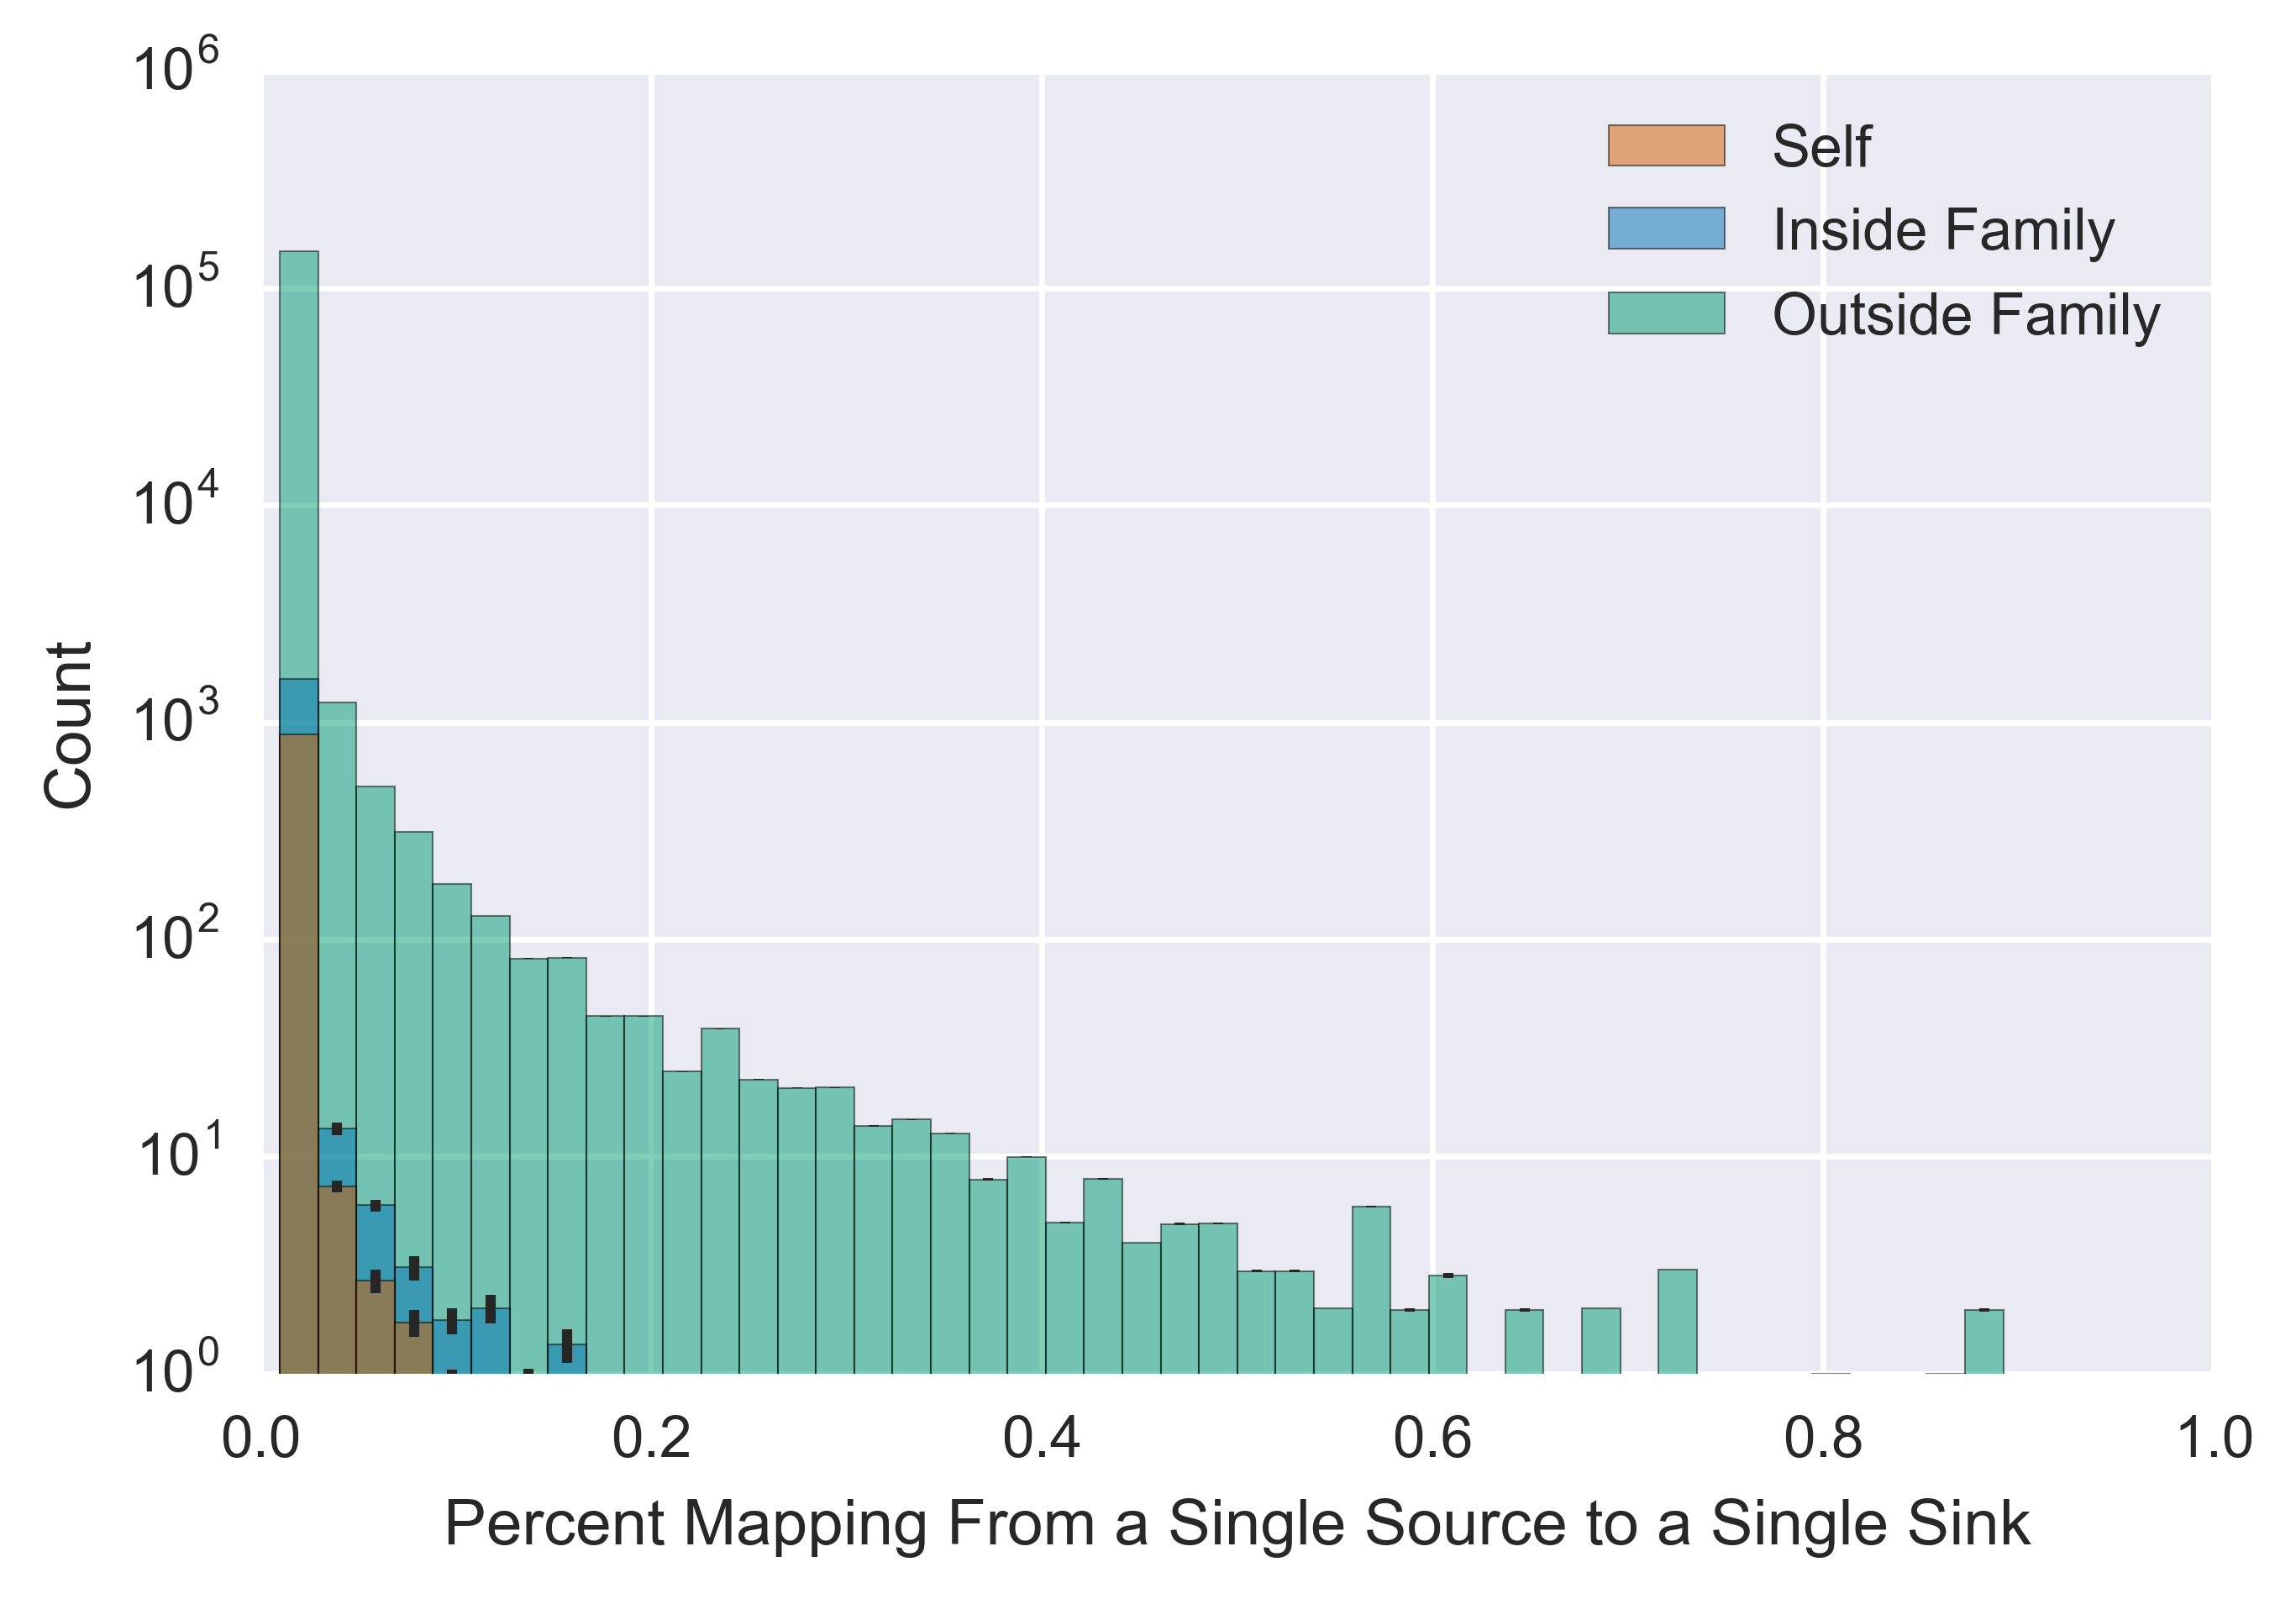 10^6
10^5
10^4
10^3
10^2
10^1
10^0
Count
Self
Inside Family
Outside Family
0.0 0.2 0.4 0.6 0.8 1.0
Percent Mapping From a Single Source to a Single Sink